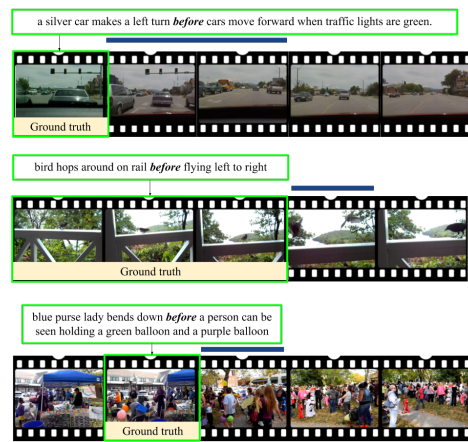 a silver car makes a left turn before cars move forward when traffic lights are green.
Ground truth
bird hops around on rail before flying left to right
Ground truth
blue purse lady bends down before a person can be
seen holding a green balloon and a purple balloon
Ground truth